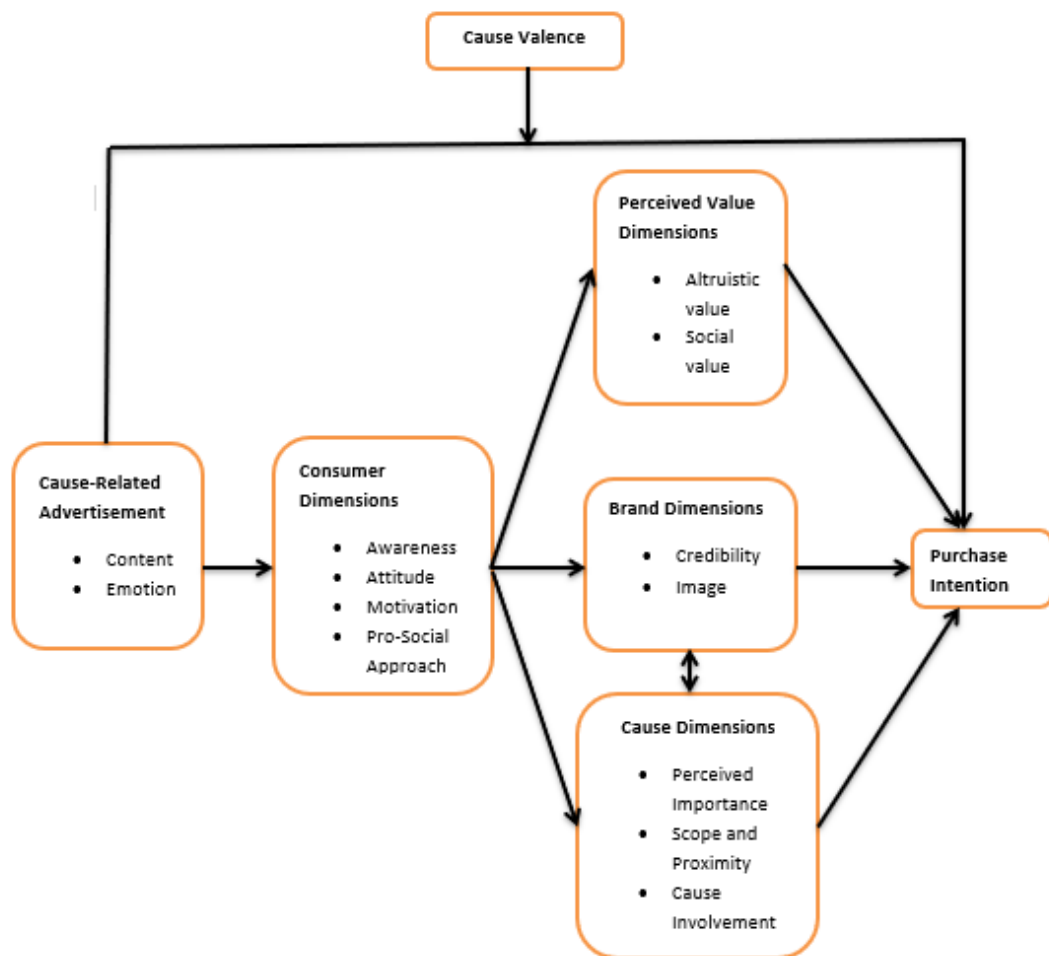 Cause Valence
Perceived Value
Dimensions
• Altruistic
value
• Social
value
Cause-Related
Advertisement
• Content
• Emotion
Consumer
Dimensions
• Awareness
• Attitude
• Motivation
• Pro-Social
Approach
Brand Dimensions
• Credibility
• Image
Purchase
Intention
Cause Dimensions
• Perceived
Importance
• Scope and
Proximity
• Cause
Involvement